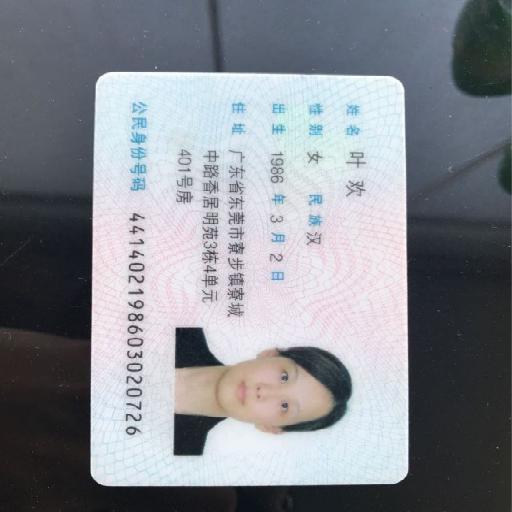 姓名 叶欢
性别 女 民族 汉
出生 1986 年 3 月 2 日
住址 广东省东莞市寮步镇寮城
中路香居明苑3栋4单元
401号房
公民身份号码 441402198603020726